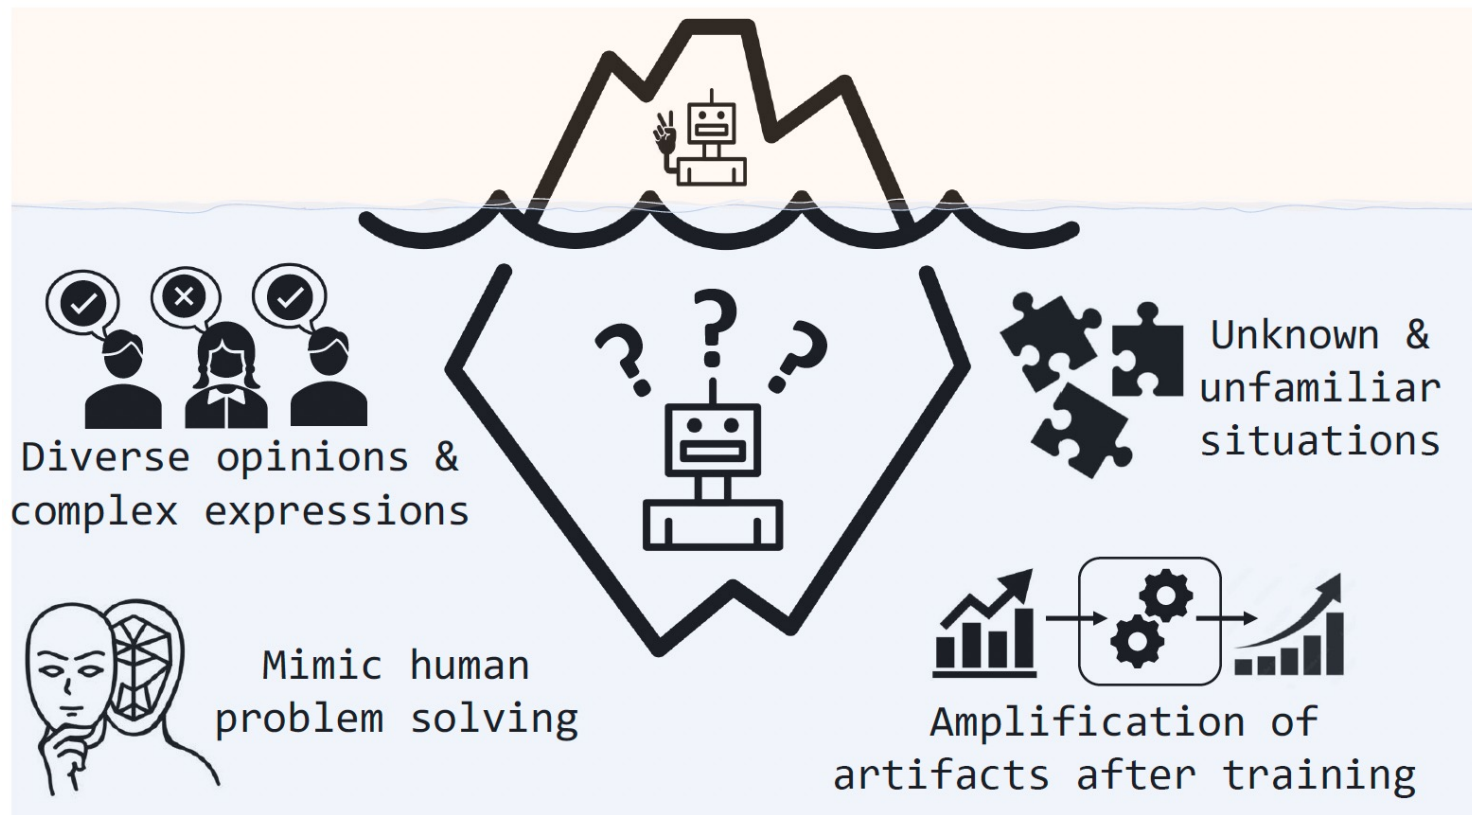 Diverse opinions &
complex expressions
Unknown &
unfamiliar
situations
Mimic human
problem solving
Amplification of
artifacts after training